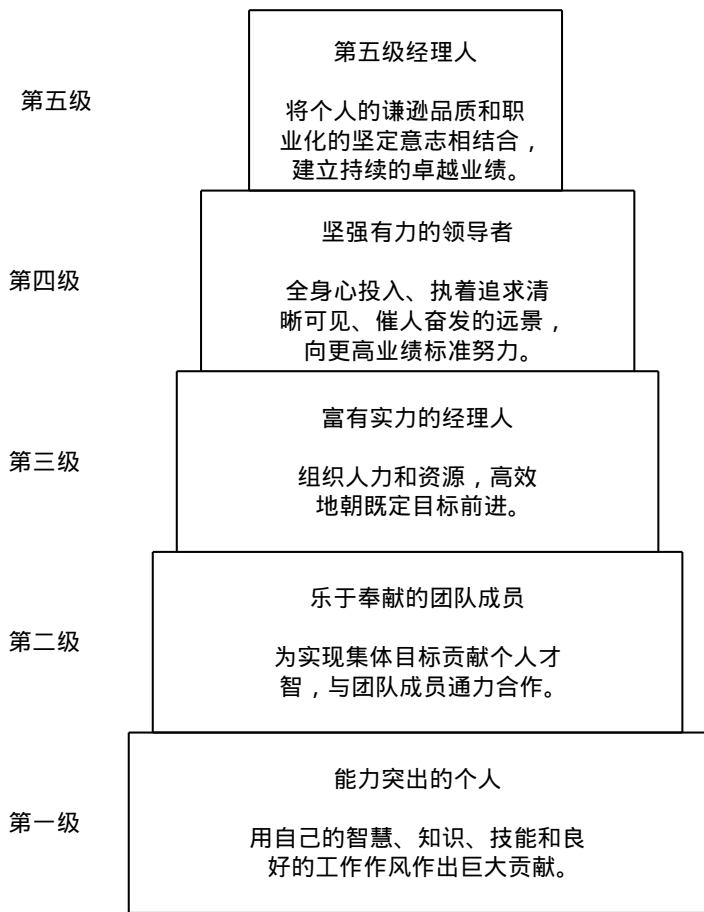 第五级
第五级经理人
将个人的谦逊品质和职
业化的坚定意志相结合，
建立持续的卓越业绩。
第四级
坚强有力的领导者
全身心投入、执着追求清
晰可见、催人奋发的远景，
向更高业绩标准努力。
第三级
富有实力的经理人
组织人力和资源，高效
地朝既定目标前进。
第二级
乐于奉献的团队成员
为实现集体目标贡献个人才
智，与团队成员通力合作。
第一级
能力突出的个人
用自己的智慧、知识、技能和良
好的工作作风作出巨大贡献。